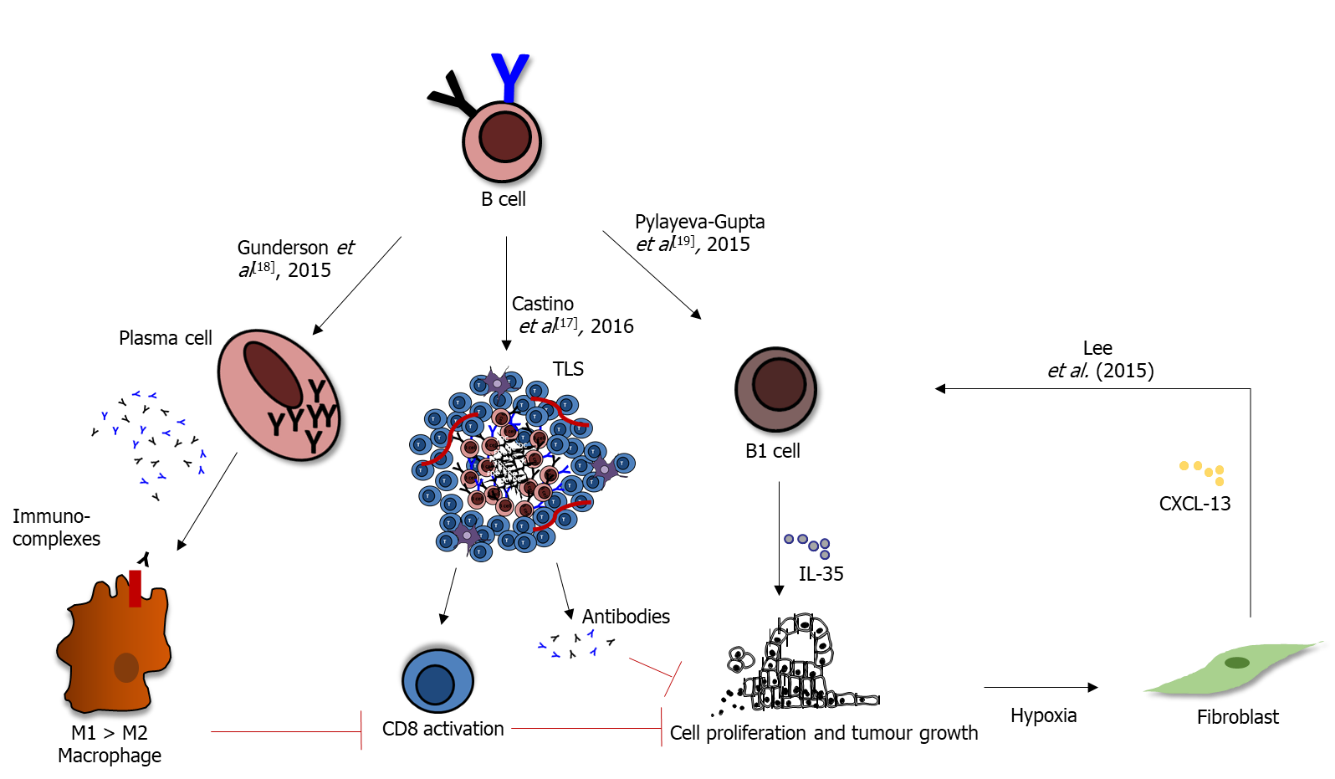 B cell
Gunderson et
al[18], 2015
Castino
et al[17], 2016
Pylayeva-Gupta
et al[19], 2015
Plasma cell
TLS
B1 cell
Lee
et al. (2015)
CXCL-13
Immuno-
complexes
IL-35
Antibodies
M1 > M2
Macrophage
CD8 activation
Cell proliferation and tumour growth
Hypoxia
Fibroblast